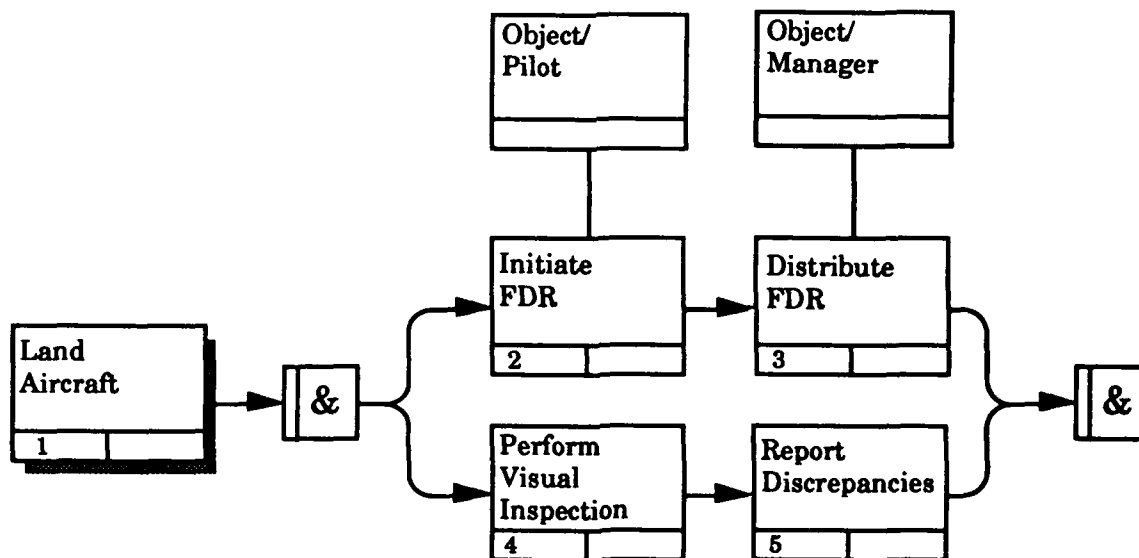 Object/
Pilot
Object/
Manager
Initiate
FDR
2
Distribute
FDR
3
Land
Aircraft
1
&
&
Perform
Visual
Inspection
4
Report
Discrepancies
5